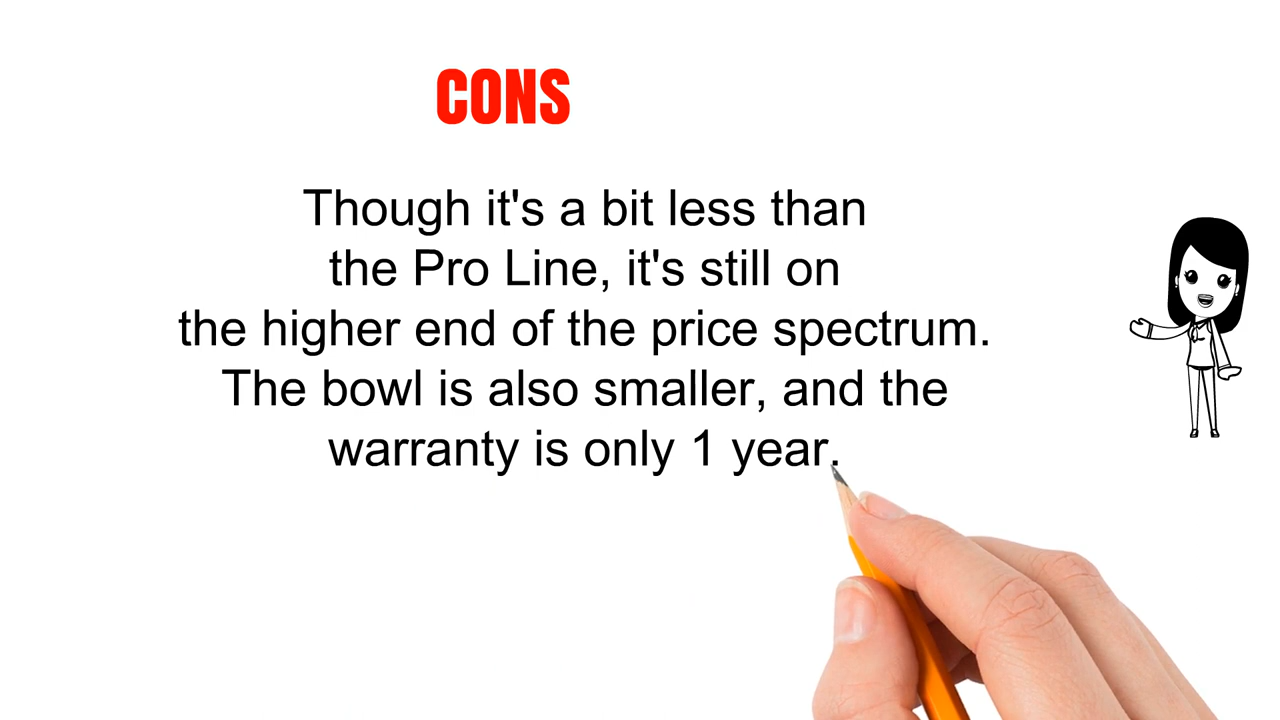 CONS
Though it's a bit less than
the Pro Line, it's still on
the higher end of the price spectrum.
The bowl is also smaller, and the
warranty is only 1 year.